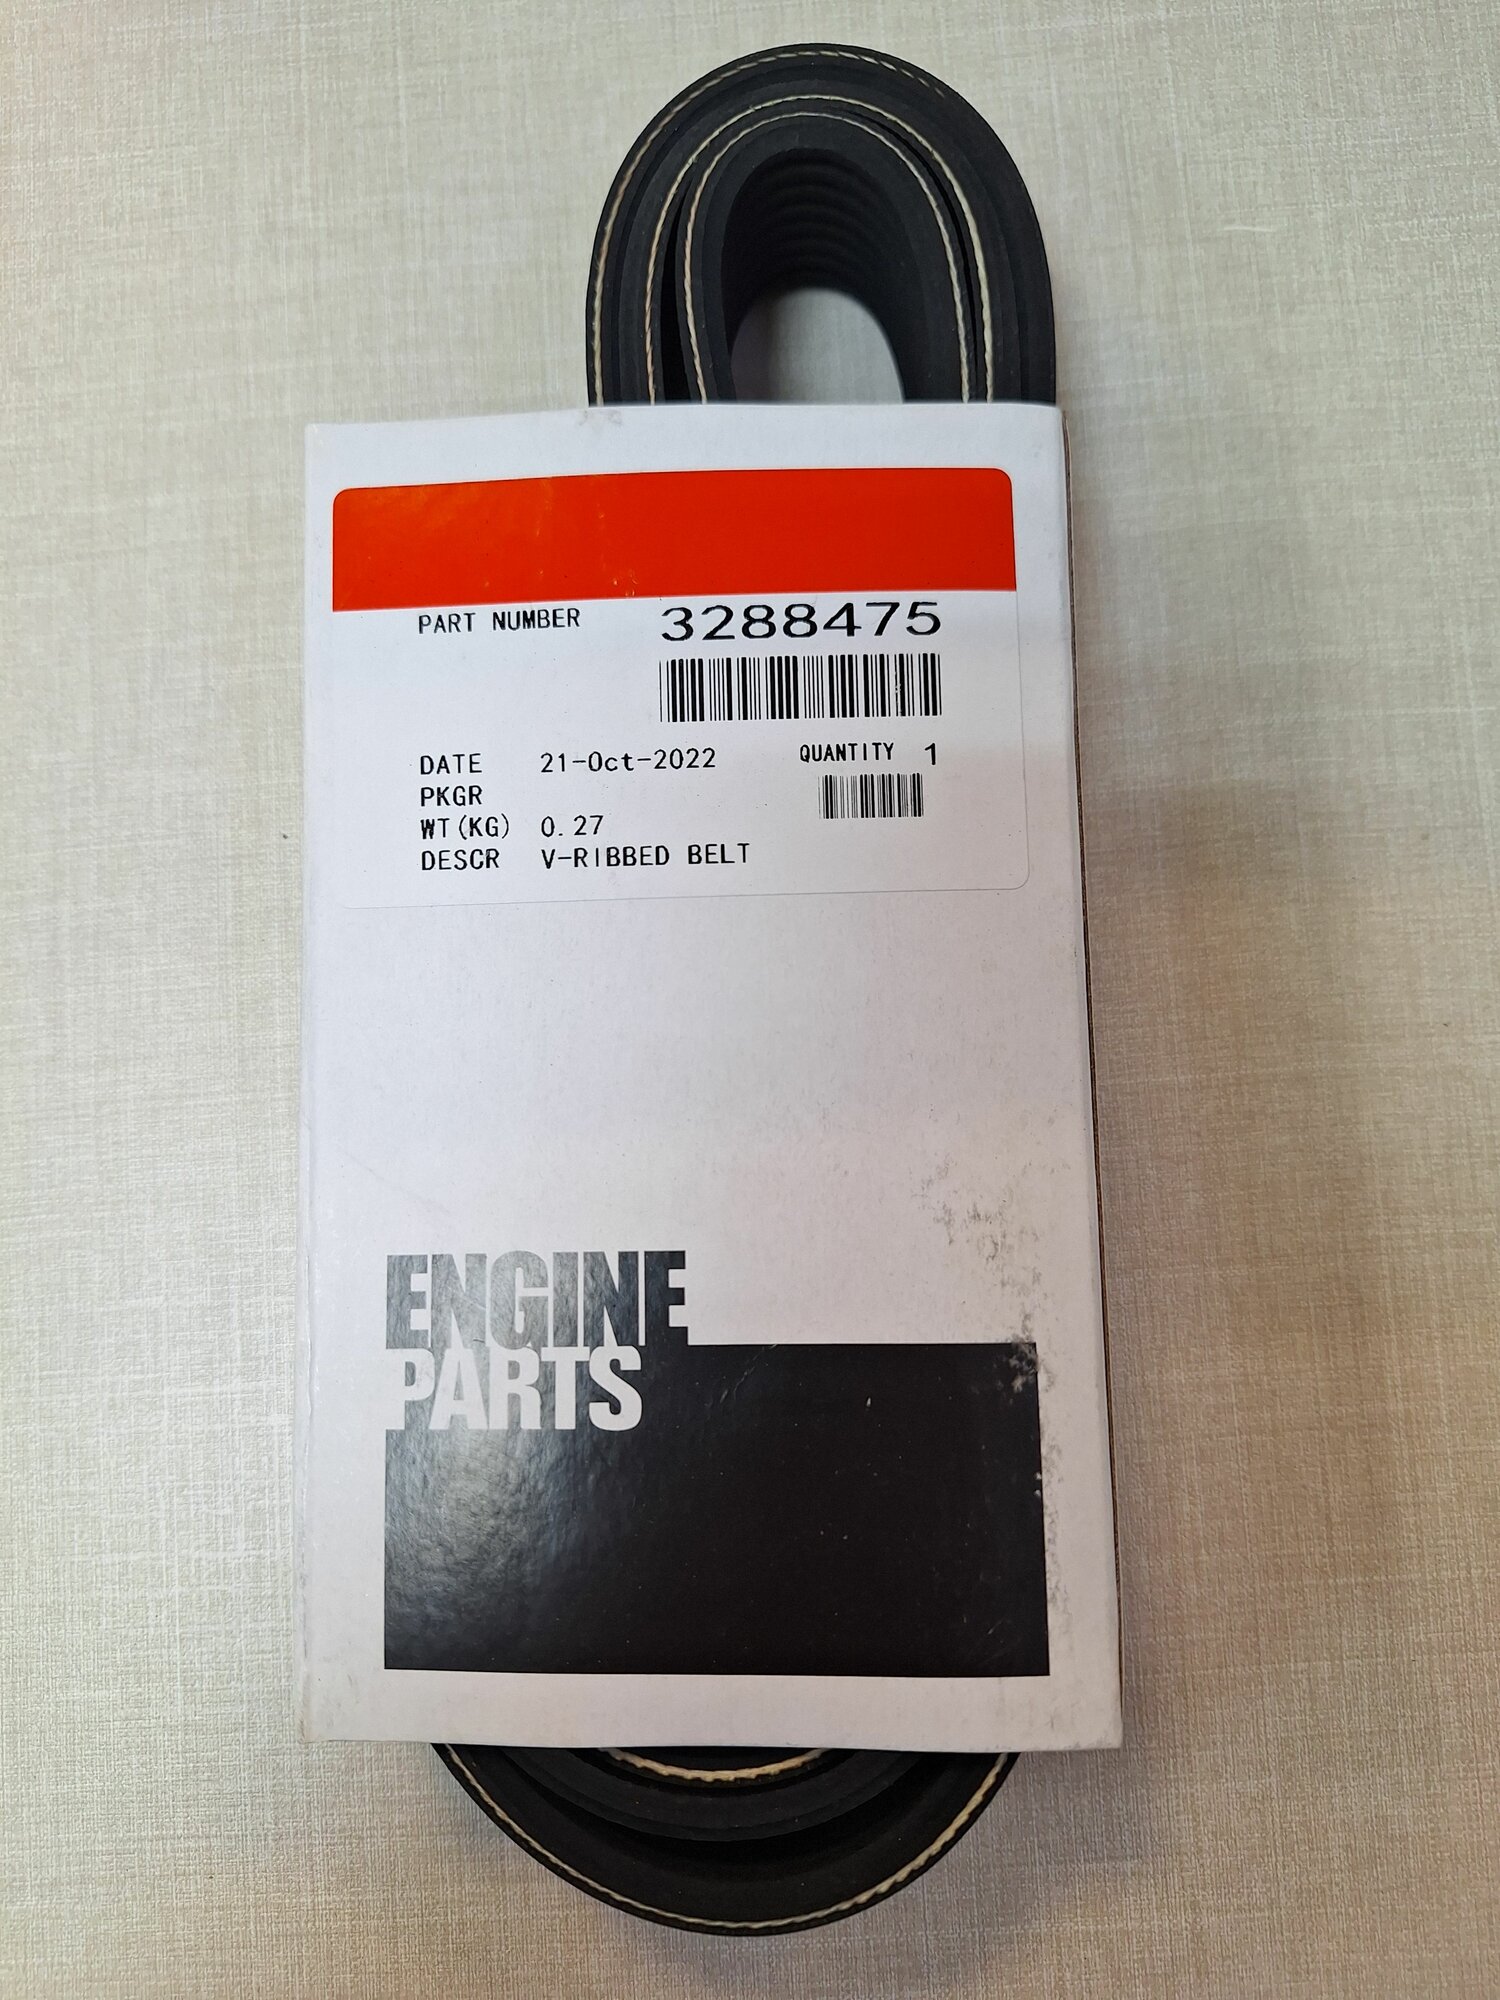 PART NUMBER 3288475
DATE 21-Oct-2022 QUANTITY 1
PKGR
WT(KG) 0.27
DESCR V-RIBBED BELT
ENGINE
PARTS